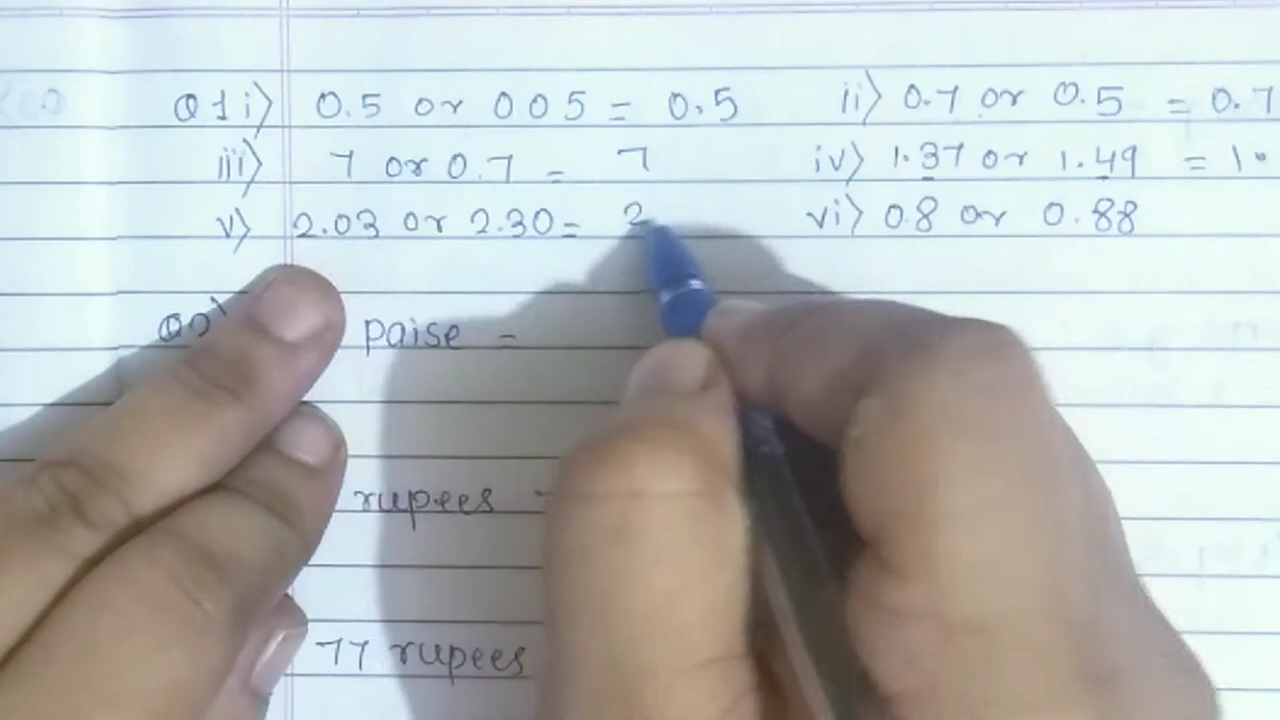 Q1 i) 0.5 or 005 = 0.5 ii) 0.7 or 0.5 = 0.7
iii) 7 or 0.7 = 7 iv) 1.37 or 1.49 = 1.
v) 2.03 or 2.30 = 2 vi) 0.8 or 0.88
paise =
rupees
77 rupees